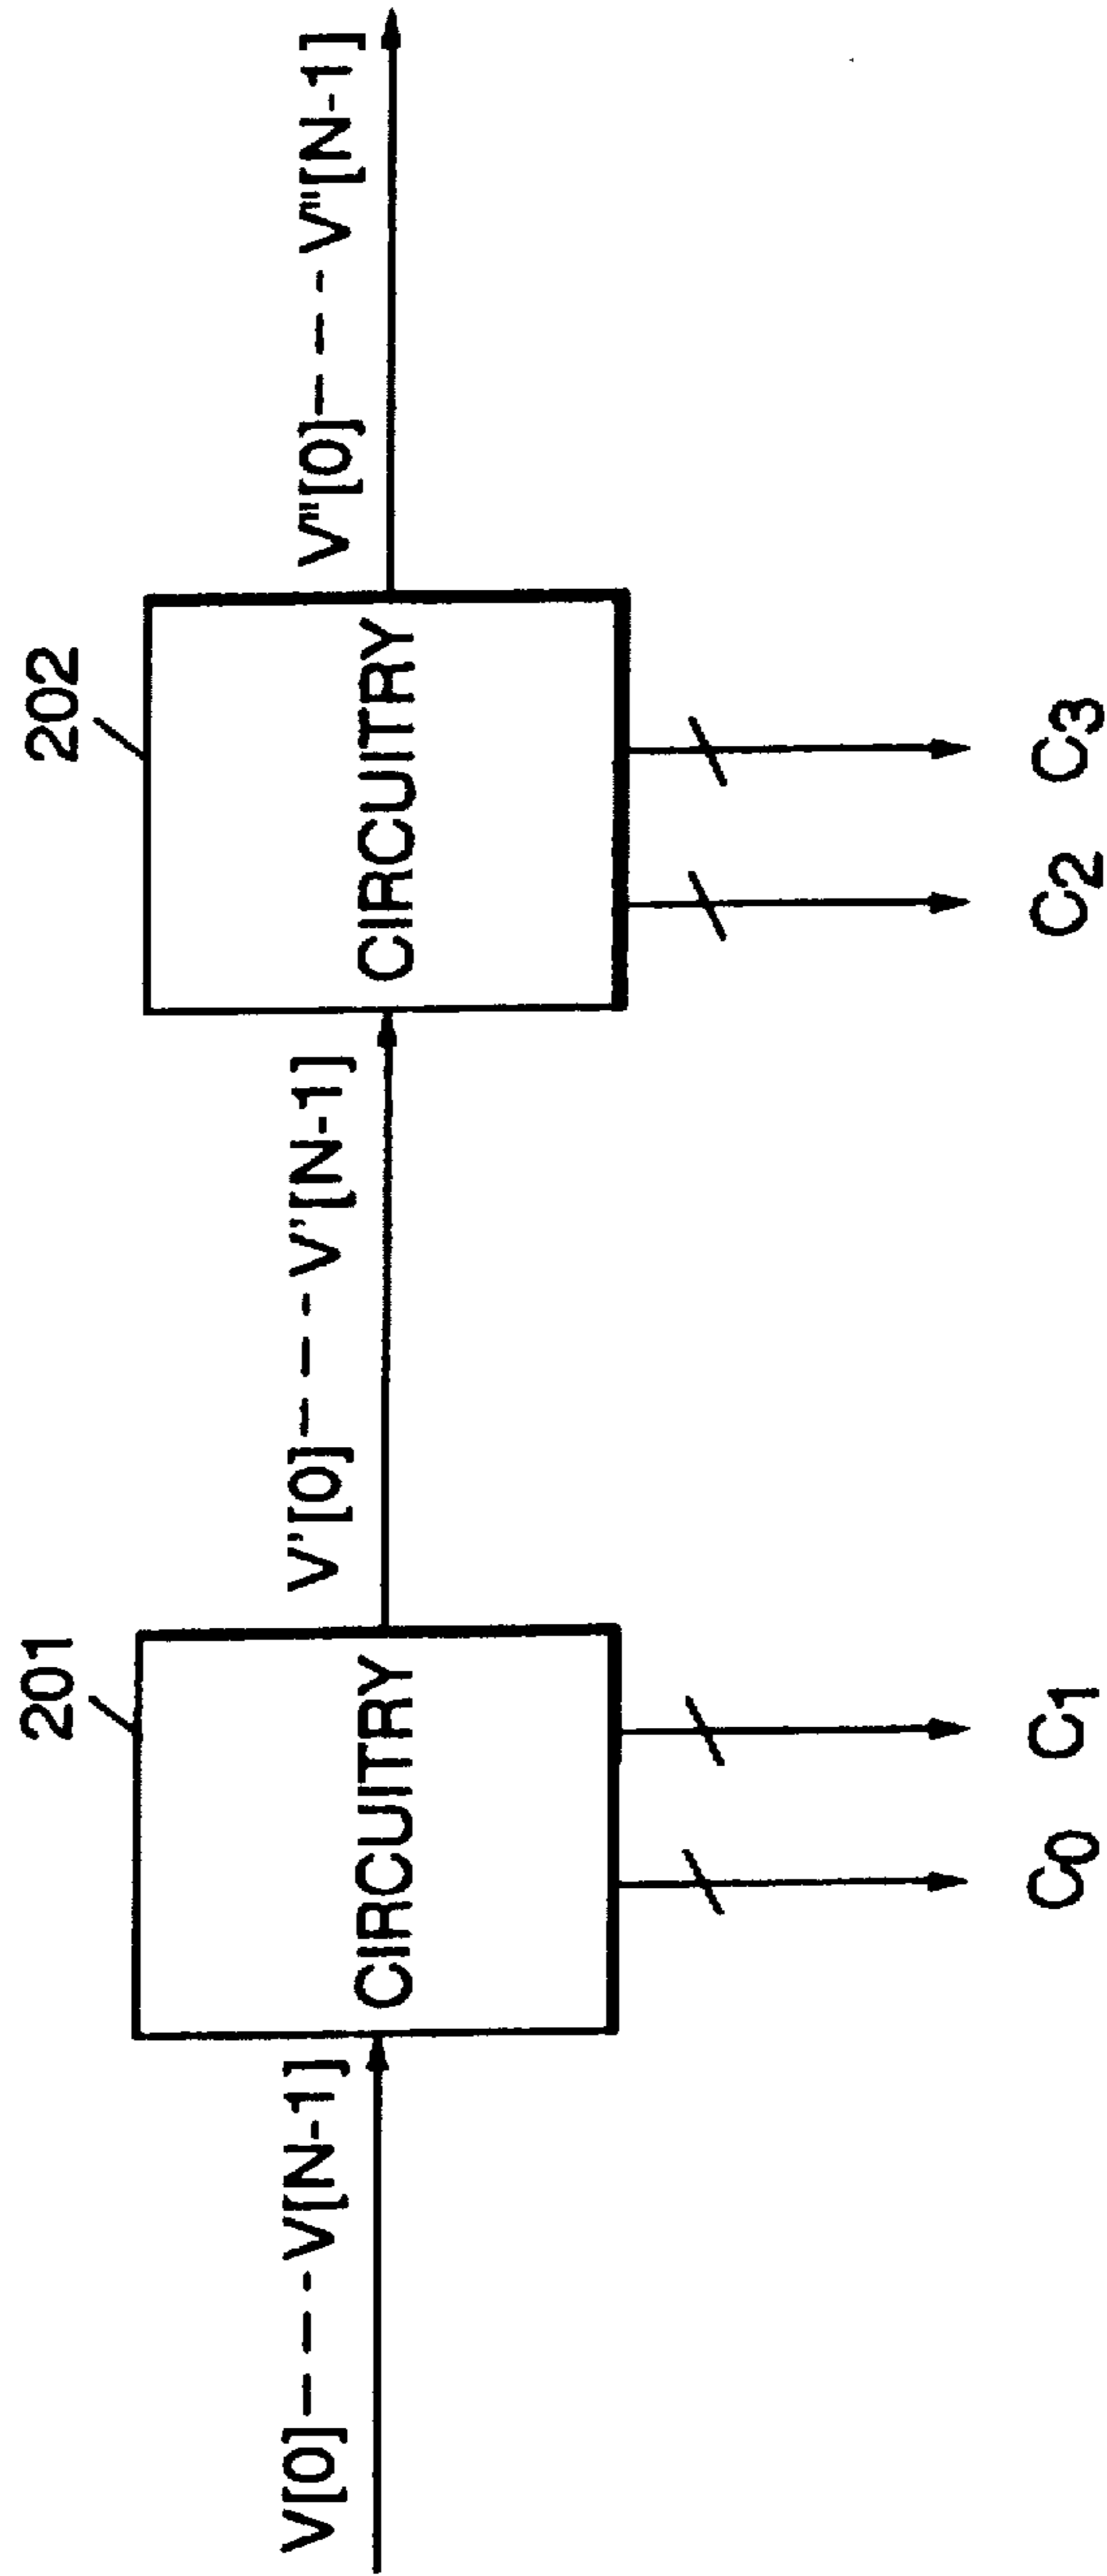 201
202
V[0]---V[N-1]
CIRCUITRY
V'[0]---V'[N-1]
CIRCUITRY
V"[0]---V"[N-1]
C0
C1
C2
C3